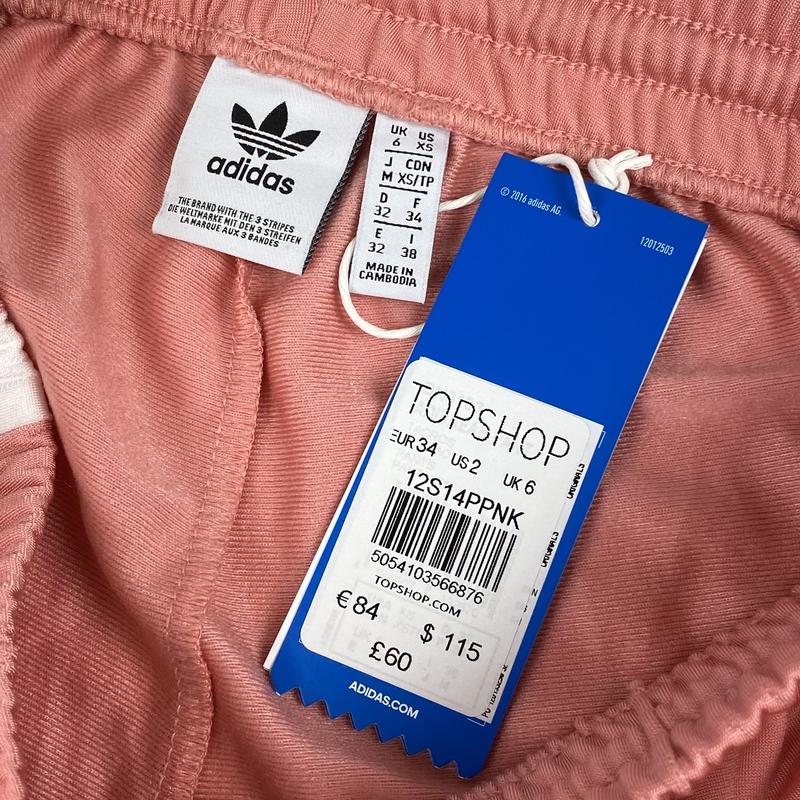 adidas
THE BRAND WITH THE 3 STRIPES
DIE WELTMARKE MIT DEN 3 STREIFEN
LA MARQUE AUX 3 BANDES
UK US
6 XS
J CDN
M XS/TP
D F
32 34
E I
32 38
MADE IN
CAMBODIA
© 2016 adidas AG.
12012503
TOPSHOP
EUR 34 US 2 UK 6
12S14PPNK
5054103566876
TOPSHOP.COM
€ 84 $ 115
£60
ORIGINALS
ORIGINALS
ADIDAS.COM